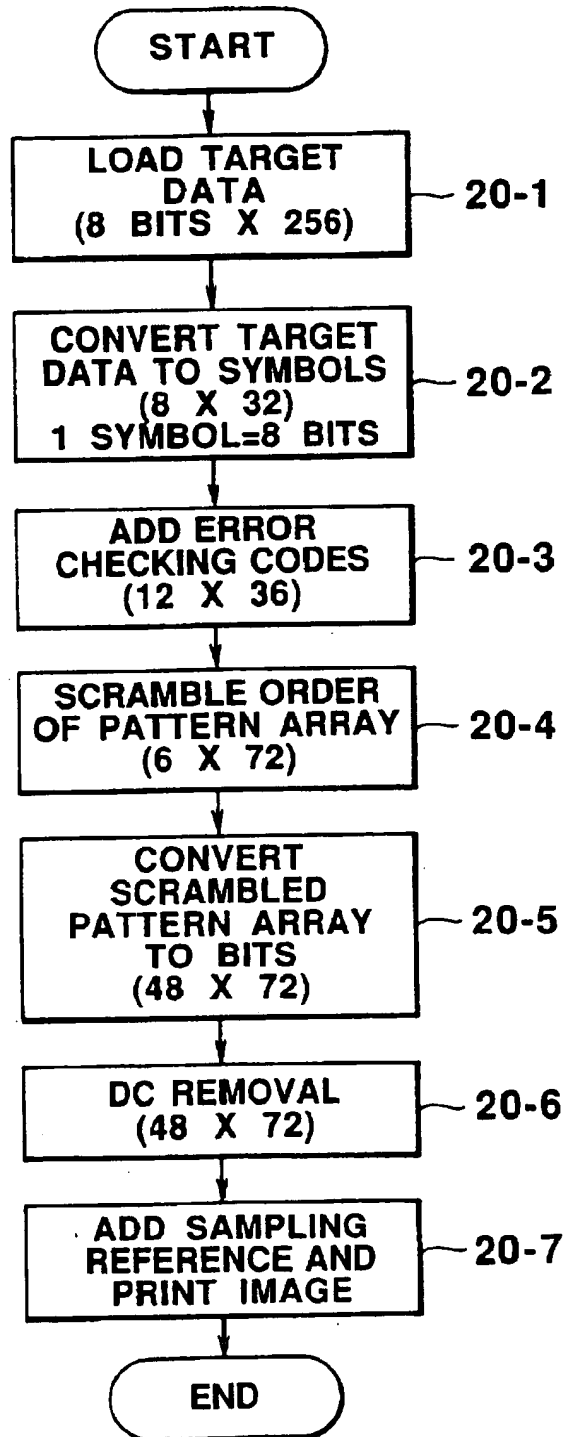 START
LOAD TARGET
DATA
(8 BITS X 256)
20-1
CONVERT TARGET
DATA TO SYMBOLS
(8 X 32)
1 SYMBOL=8 BITS
20-2
ADD ERROR
CHECKING CODES
(12 X 36)
20-3
SCRAMBLE ORDER
OF PATTERN ARRAY
(6 X 72)
20-4
CONVERT
SCRAMBLED
PATTERN ARRAY
TO BITS
(48 X 72)
20-5
DC REMOVAL
(48 X 72)
20-6
ADD SAMPLING
REFERENCE AND
PRINT IMAGE
20-7
END